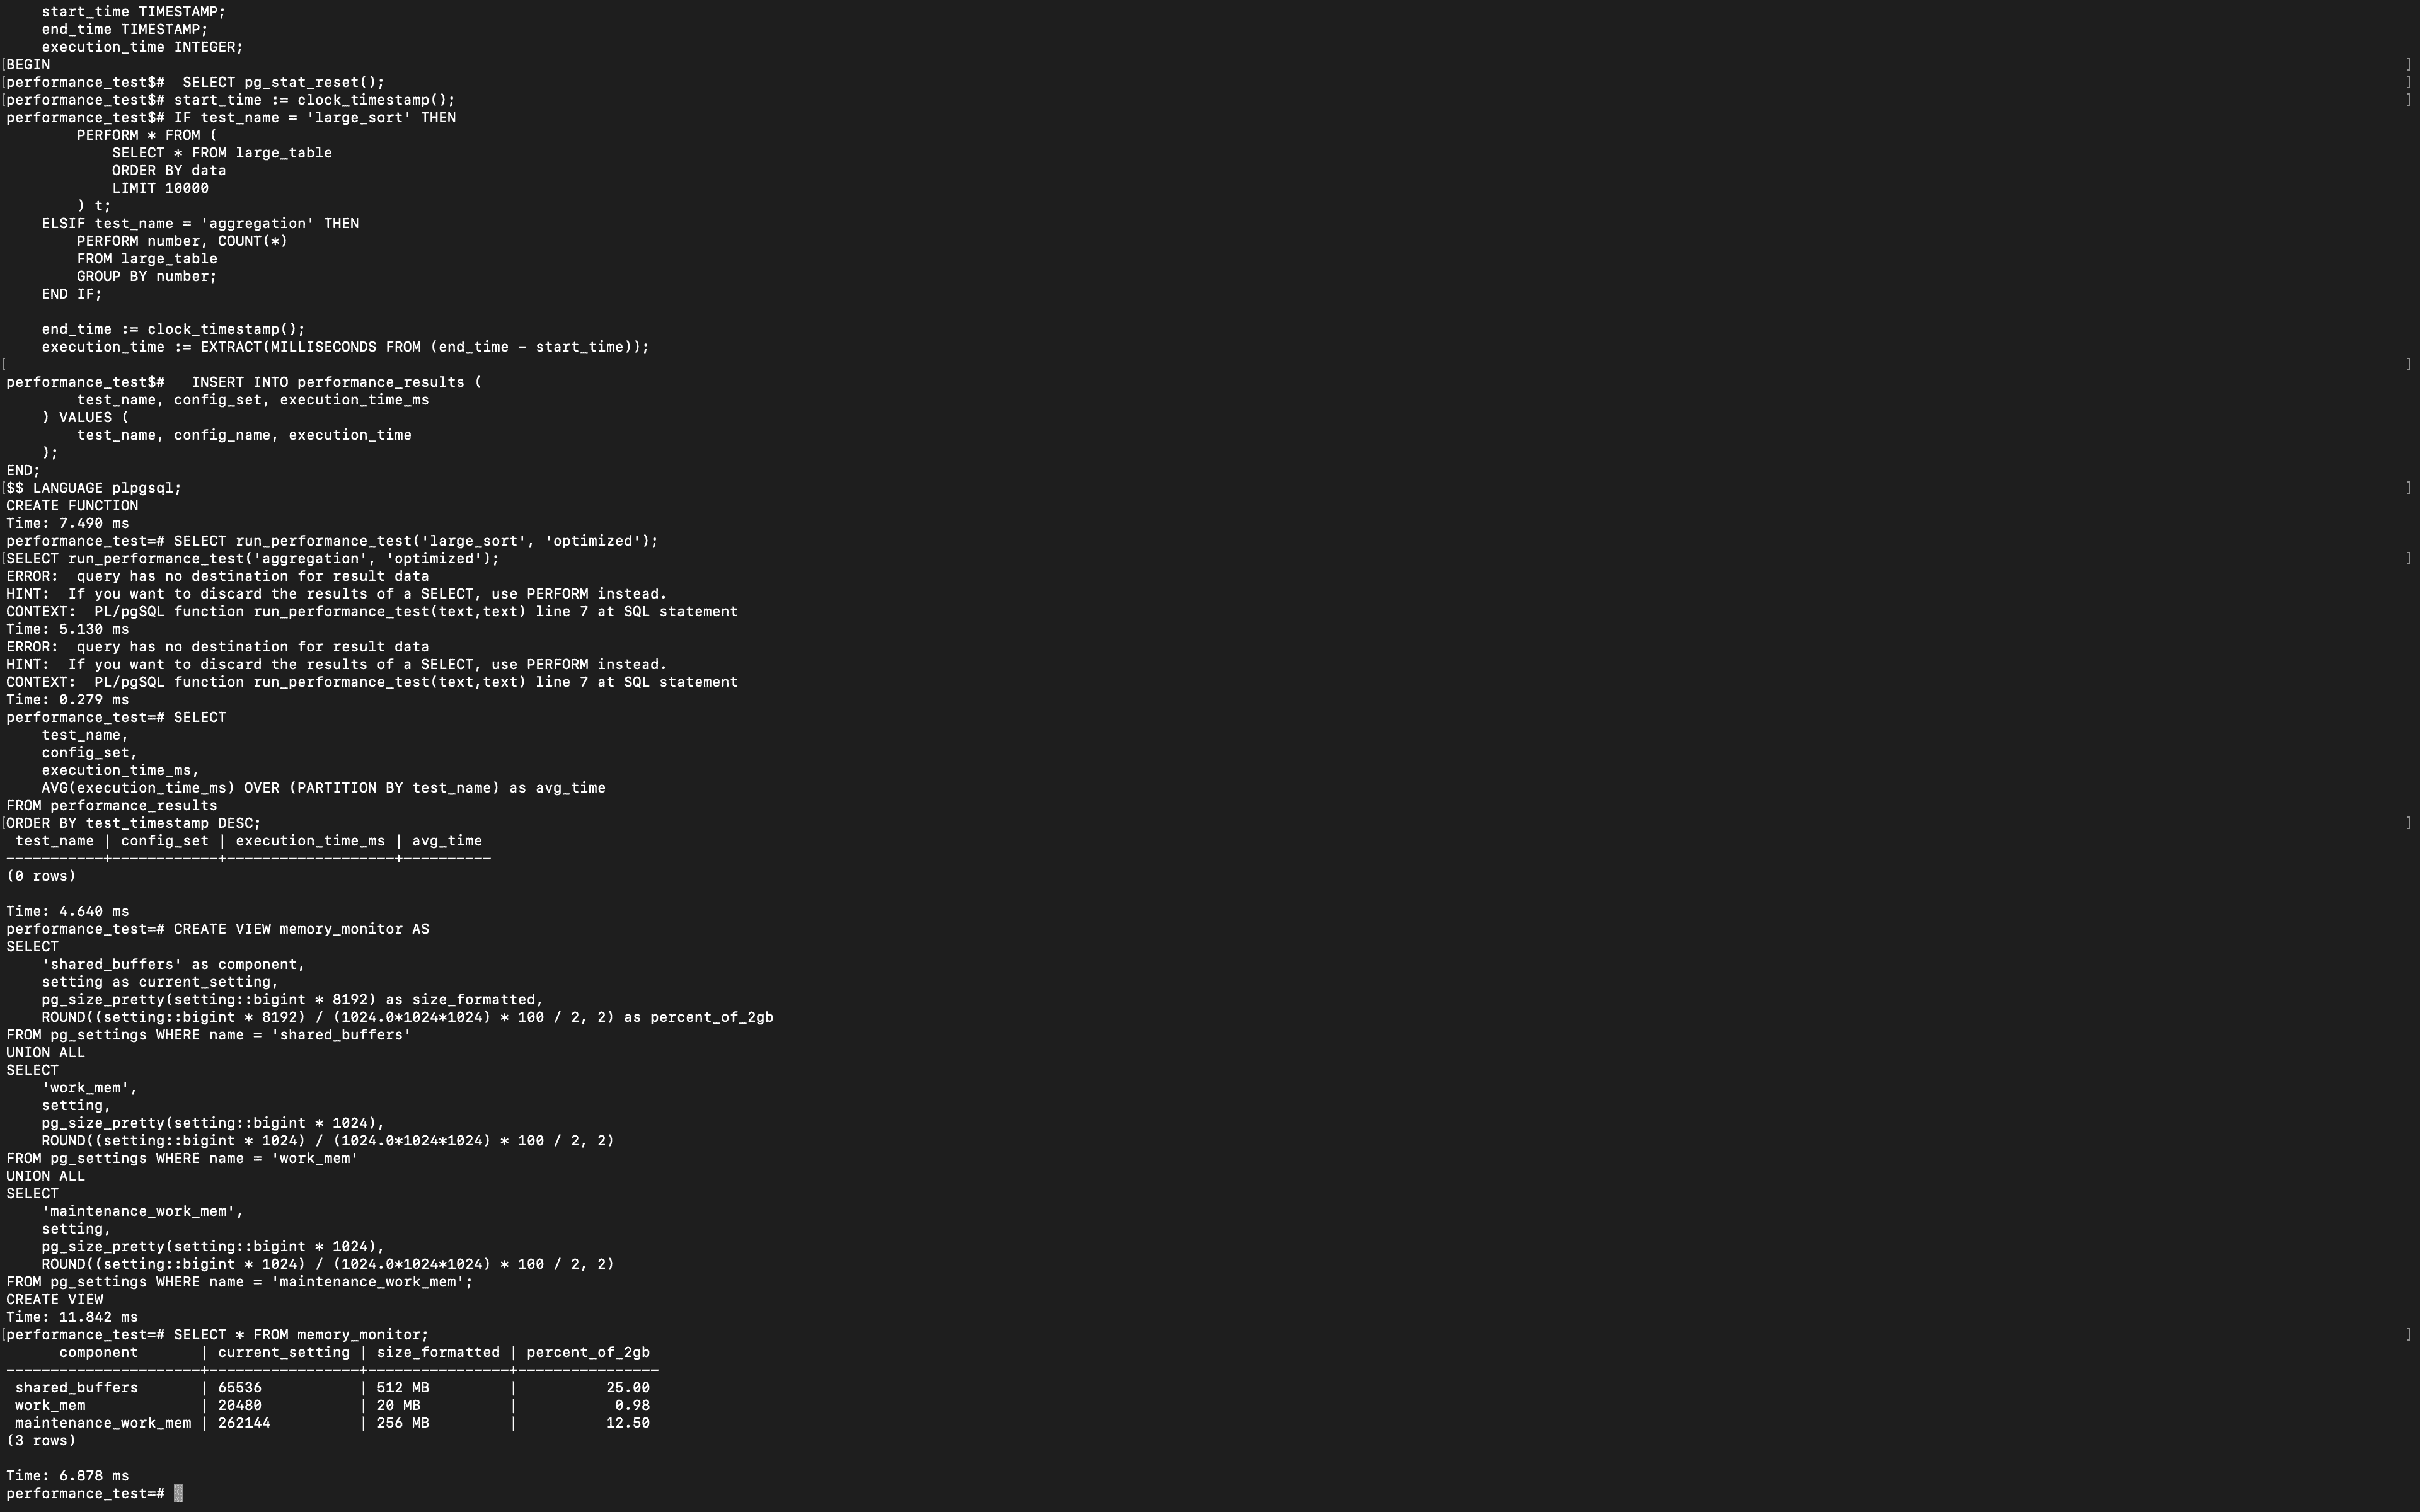 start_time TIMESTAMP;
    end_time TIMESTAMP;
    execution_time INTEGER;
[BEGIN ]
[performance_test$#  SELECT pg_stat_reset(); ]
[performance_test$# start_time := clock_timestamp(); ]
performance_test$# IF test_name = 'large_sort' THEN
        PERFORM * FROM (
            SELECT * FROM large_table
            ORDER BY data
            LIMIT 10000
        ) t;
    ELSIF test_name = 'aggregation' THEN
        PERFORM number, COUNT(*)
        FROM large_table
        GROUP BY number;
    END IF;

    end_time := clock_timestamp();
    execution_time := EXTRACT(MILLISECONDS FROM (end_time - start_time));
[ ]
performance_test$#   INSERT INTO performance_results (
        test_name, config_set, execution_time_ms
    ) VALUES (
        test_name, config_name, execution_time
    );
END;
[$$ LANGUAGE plpgsql; ]
CREATE FUNCTION
Time: 7.490 ms
performance_test=# SELECT run_performance_test('large_sort', 'optimized');
[SELECT run_performance_test('aggregation', 'optimized'); ]
ERROR:  query has no destination for result data
HINT:  If you want to discard the results of a SELECT, use PERFORM instead.
CONTEXT:  PL/pgSQL function run_performance_test(text,text) line 7 at SQL statement
Time: 5.130 ms
ERROR:  query has no destination for result data
HINT:  If you want to discard the results of a SELECT, use PERFORM instead.
CONTEXT:  PL/pgSQL function run_performance_test(text,text) line 7 at SQL statement
Time: 0.279 ms
performance_test=# SELECT
    test_name,
    config_set,
    execution_time_ms,
    AVG(execution_time_ms) OVER (PARTITION BY test_name) as avg_time
FROM performance_results
[ORDER BY test_timestamp DESC; ]
 test_name | config_set | execution_time_ms | avg_time
-----------+------------+-------------------+----------
(0 rows)

Time: 4.640 ms
performance_test=# CREATE VIEW memory_monitor AS
SELECT
    'shared_buffers' as component,
    setting as current_setting,
    pg_size_pretty(setting::bigint * 8192) as size_formatted,
    ROUND((setting::bigint * 8192) / (1024.0*1024*1024) * 100 / 2, 2) as percent_of_2gb
FROM pg_settings WHERE name = 'shared_buffers'
UNION ALL
SELECT
    'work_mem',
    setting,
    pg_size_pretty(setting::bigint * 1024),
    ROUND((setting::bigint * 1024) / (1024.0*1024*1024) * 100 / 2, 2)
FROM pg_settings WHERE name = 'work_mem'
UNION ALL
SELECT
    'maintenance_work_mem',
    setting,
    pg_size_pretty(setting::bigint * 1024),
    ROUND((setting::bigint * 1024) / (1024.0*1024*1024) * 100 / 2, 2)
FROM pg_settings WHERE name = 'maintenance_work_mem';
CREATE VIEW
Time: 11.842 ms
[performance_test=# SELECT * FROM memory_monitor; ]
      component       | current_setting | size_formatted | percent_of_2gb
----------------------+-----------------+----------------+----------------
 shared_buffers       | 65536           | 512 MB         |          25.00
 work_mem             | 20480           | 20 MB          |           0.98
 maintenance_work_mem | 262144          | 256 MB         |          12.50
(3 rows)

Time: 6.878 ms
performance_test=#